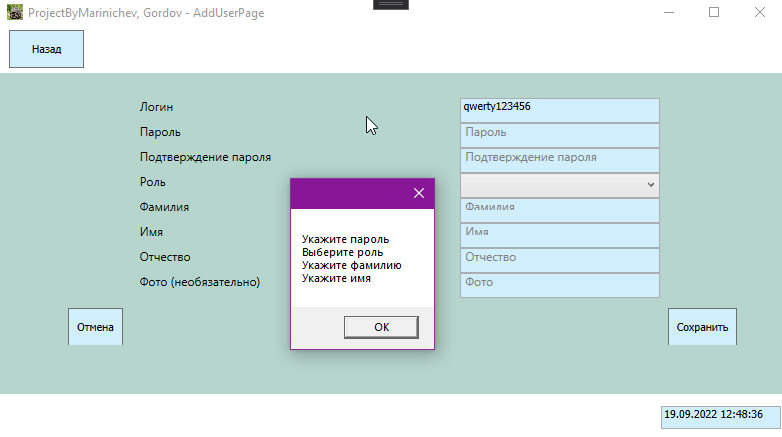 ProjectByMarinichev, Gordov - AddUserPage
Назад
Логин
qwerty123456
Пароль
Пароль
Подтверждение пароля
Подтверждение пароля
Роль
Фамилия
Фамилия
Имя
Имя
Отчество
Отчество
Фото (необязательно)
Фото
Укажите пароль
Выберите роль
Укажите фамилию
Укажите имя
OK
Отмена
Сохранить
19.09.2022 12:48:36